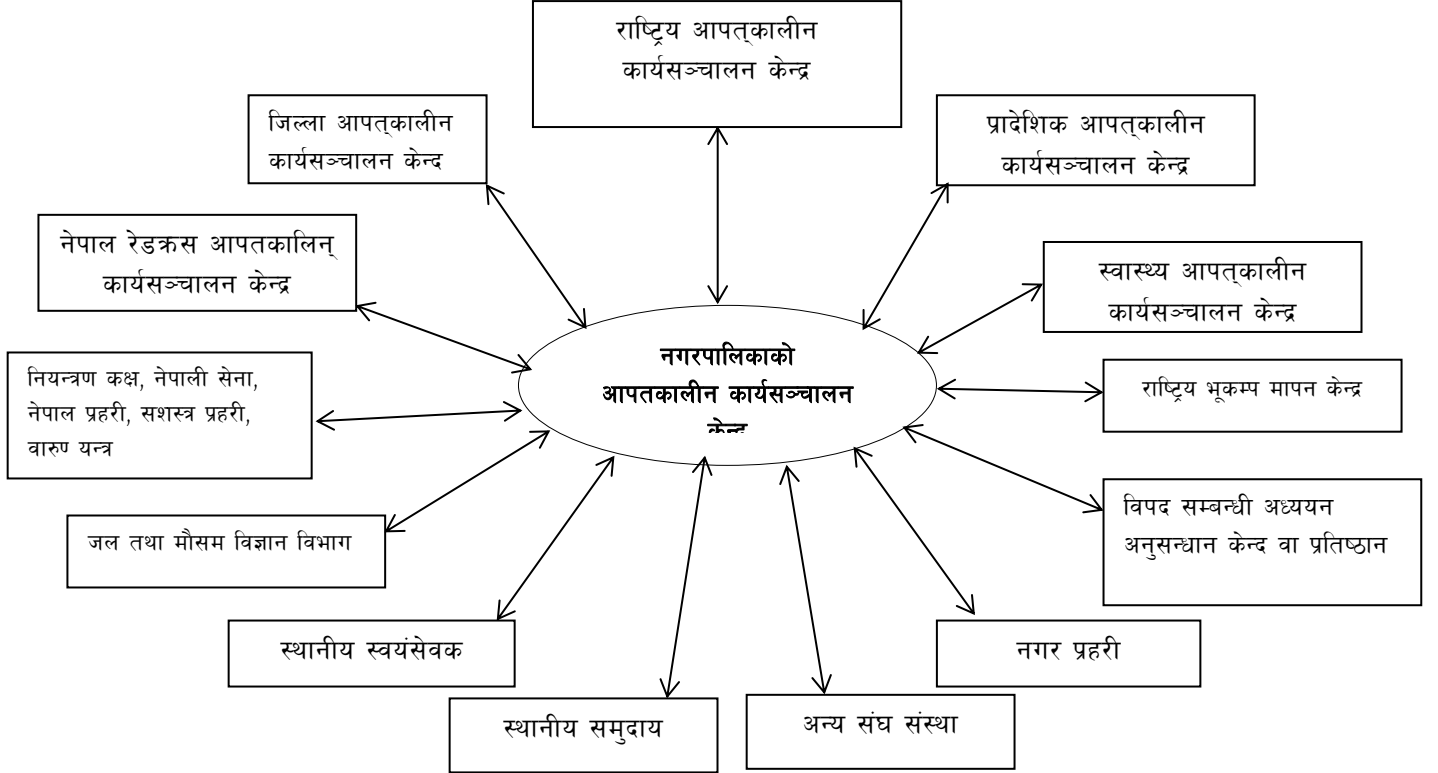 राष्ट्रिय आपत्कालीन
कार्यसञ्चालन केन्द्र
जिल्ला आपत्कालीन
कार्यसञ्चालन केन्द
प्रादेशिक आपत्कालीन
कार्यसञ्चालन केन्द्र
नेपाल रेडक्रस आपतकालिन्
कार्यसञ्चालन केन्द्र
स्वास्थ्य आपत्कालीन
कार्यसञ्चालन केन्द्र
नगरपालिकाको
आपतकालीन कार्यसञ्चालन
नियन्त्रण कक्ष, नेपाली सेना,
नेपाल प्रहरी, सशस्त्र प्रहरी,
वारुण यन्त्र
राष्ट्रिय भूकम्प मापन केन्द्र
जल तथा मौसम विज्ञान विभाग
विपद सम्बन्धी अध्ययन
अनुसन्धान केन्द वा प्रतिष्ठान
स्थानीय स्वयंसेवक
नगर प्रहरी
स्थानीय समुदाय
अन्य संघ संस्था